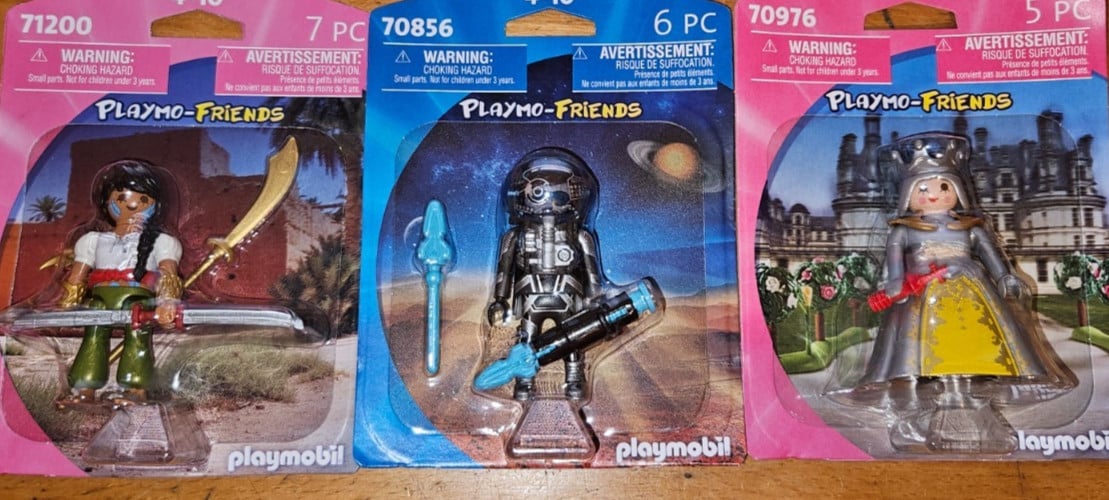 71200
7 PC
WARNING:
CHOKING HAZARD
Small parts. Not for children under 3 years.
AVERTISSEMENT:
RISQUE DE SUFFOCATION.
Présence de petits éléments.
Ne convient pas aux enfants de moins de 3 ans.
PLAYMO-FRIENDS
playmobil
4-10
70856
6 PC
WARNING:
CHOKING HAZARD
Small parts. Not for children under 3 years.
AVERTISSEMENT:
RISQUE DE SUFFOCATION.
Présence de petits éléments.
Ne convient pas aux enfants de moins de 3 ans.
PLAYMO-FRIENDS
playmobil
70976
5 PC
WARNING:
CHOKING HAZARD
Small parts. Not for children under 3 years.
AVERTISSEMENT:
RISQUE DE SUFFOCATION.
Présence de petits éléments.
Ne convient pas aux enfants de moins de 3 ans.
PLAYMO-FRIENDS
laymobil